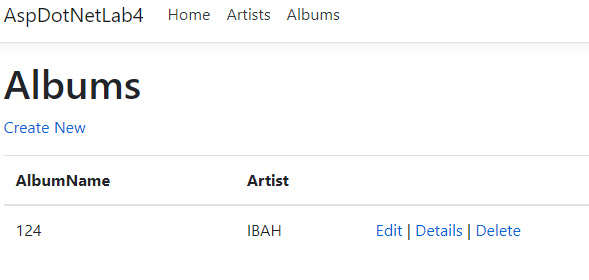 AspDotNetLab4 Home Artists Albums
Albums
Create New
AlbumName Artist
124 IBAH Edit | Details | Delete